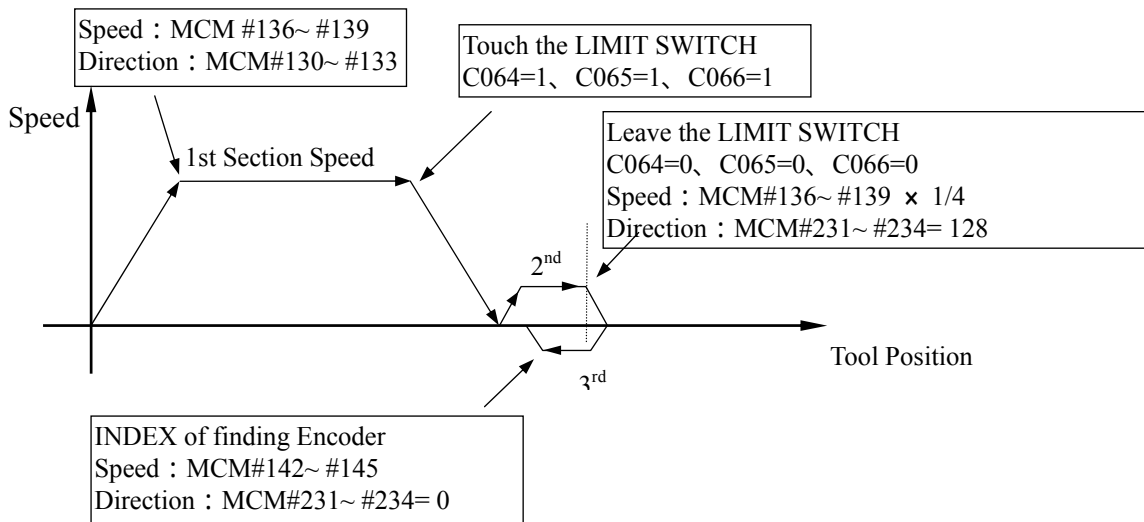 Speed：MCM #136~ #139
Direction：MCM#130~ #133
Touch the LIMIT SWITCH
C064=1、C065=1、C066=1
Speed
1st Section Speed
Leave the LIMIT SWITCH
C064=0、C065=0、C066=0
Speed：MCM#136~ #139 × 1/4
Direction：MCM#231~ #234= 128
2nd
Tool Position
3rd
INDEX of finding Encoder
Speed：MCM#142~ #145
Direction：MCM#231~ #234= 0